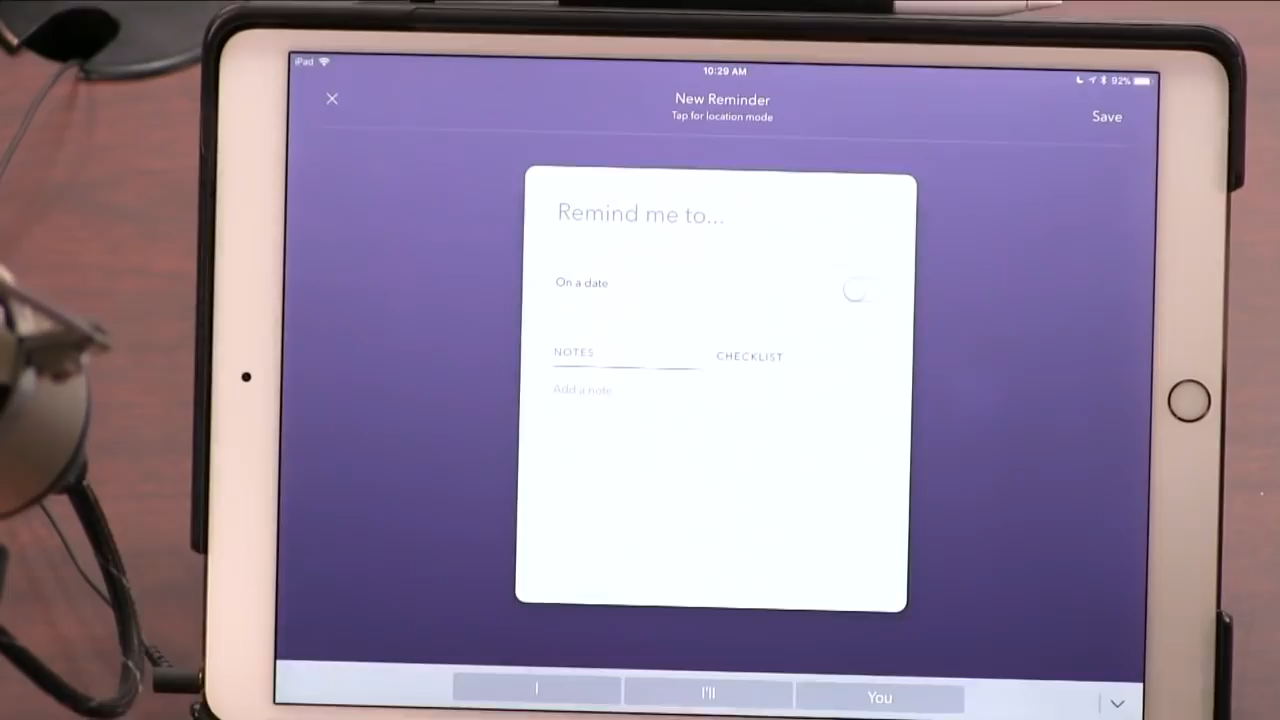 iPad
10:29 AM
92%
New Reminder
Tap for location mode
Save
Remind me to...
On a date
NOTES
CHECKLIST
Add a note
I
I'll
You